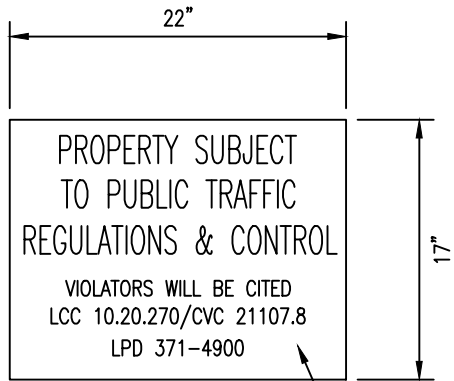 22”
PROPERTY SUBJECT
TO PUBLIC TRAFFIC
REGULATIONS & CONTROL
VIOLATORS WILL BE CITED
LCC 10.20.270/CVC 21107.8
LPD 371-4900
17”